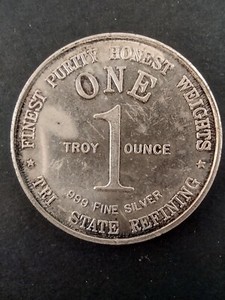 FINEST PURITY HONEST WEIGHTS
ONE
1
TROY OUNCE
.999 FINE SILVER
TRI STATE REFINING